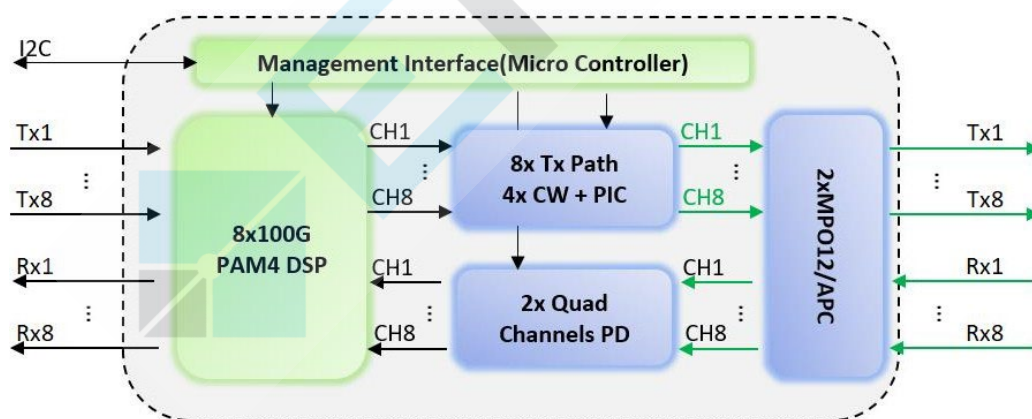 I2C
Management Interface(Micro Controller)
Tx1
...
Tx8
Rx1
...
Rx8
8x100G
PAM4 DSP
CH1
...
CH8
CH1
...
CH8
8x Tx Path
4x CW + PIC
2x Quad
Channels PD
CH1
...
CH8
CH1
...
CH8
2xMPO12/APC
Tx1
...
Tx8
Rx1
...
Rx8